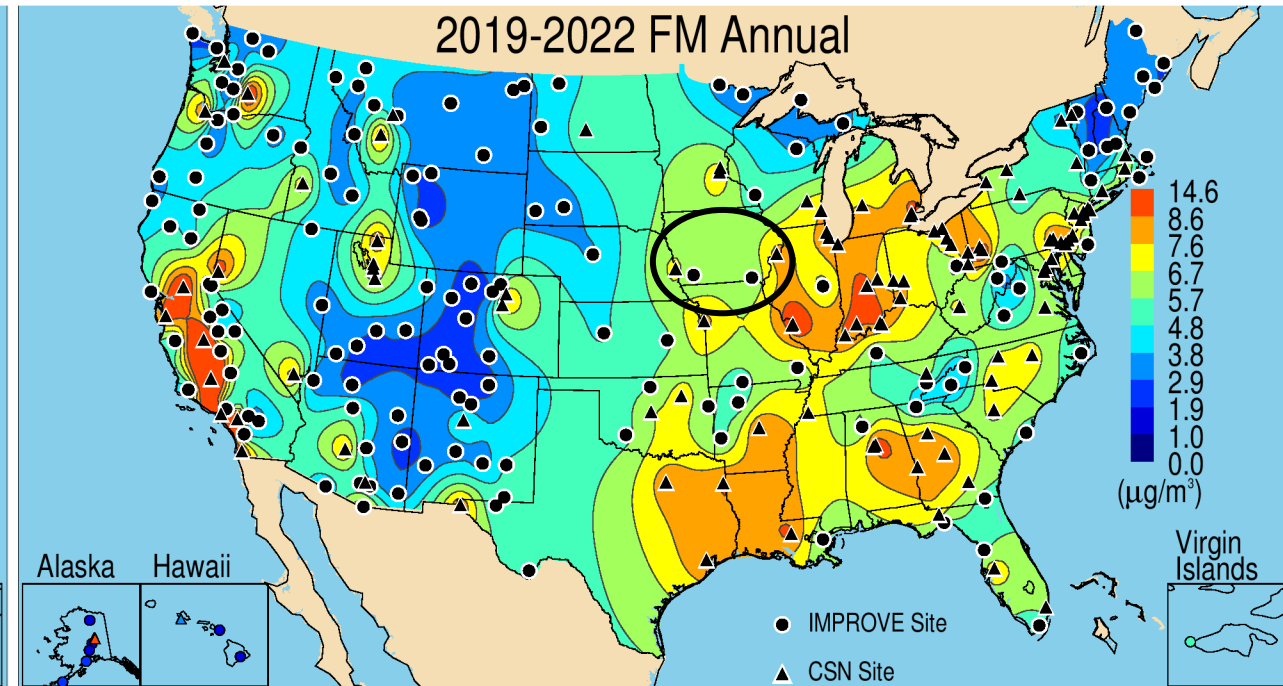 2019-2022 FM Annual
14.6
8.6
7.6
6.7
5.7
4.8
3.8
2.9
1.9
1.0
0.0
(μg/m³)
Alaska
Hawaii
Virgin
Islands
IMPROVE Site
CSN Site